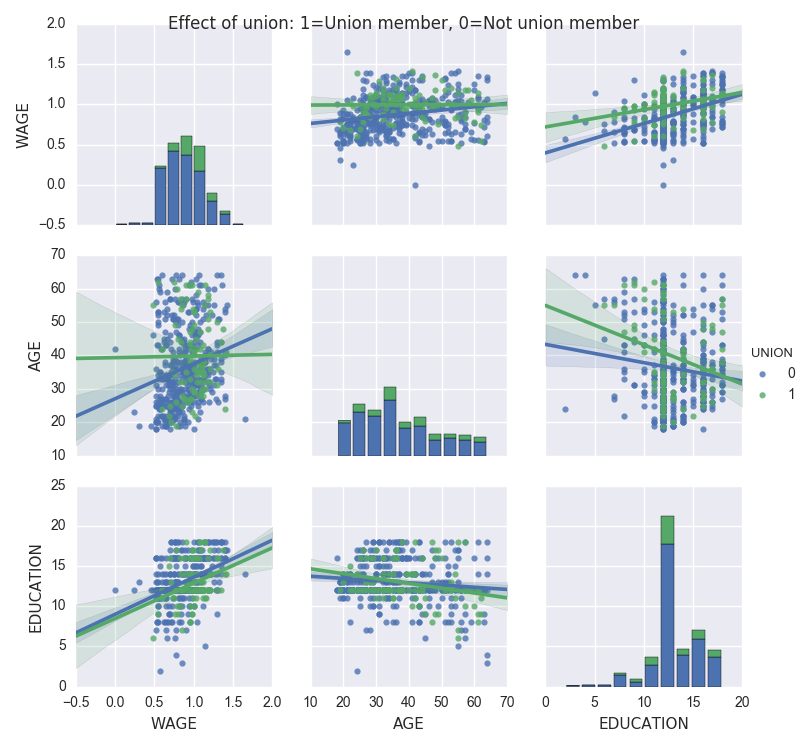 Effect of union: 1=Union member, 0=Not union member
2.0
1.5
1.0
0.5
0.0
−0.5
WAGE
70
60
50
40
30
20
10
AGE
UNION
0
1
25
20
15
10
5
0
EDUCATION
−0.5 0.0 0.5 1.0 1.5 2.0
10 20 30 40 50 60 70
0 5 10 15 20
WAGE
AGE
EDUCATION